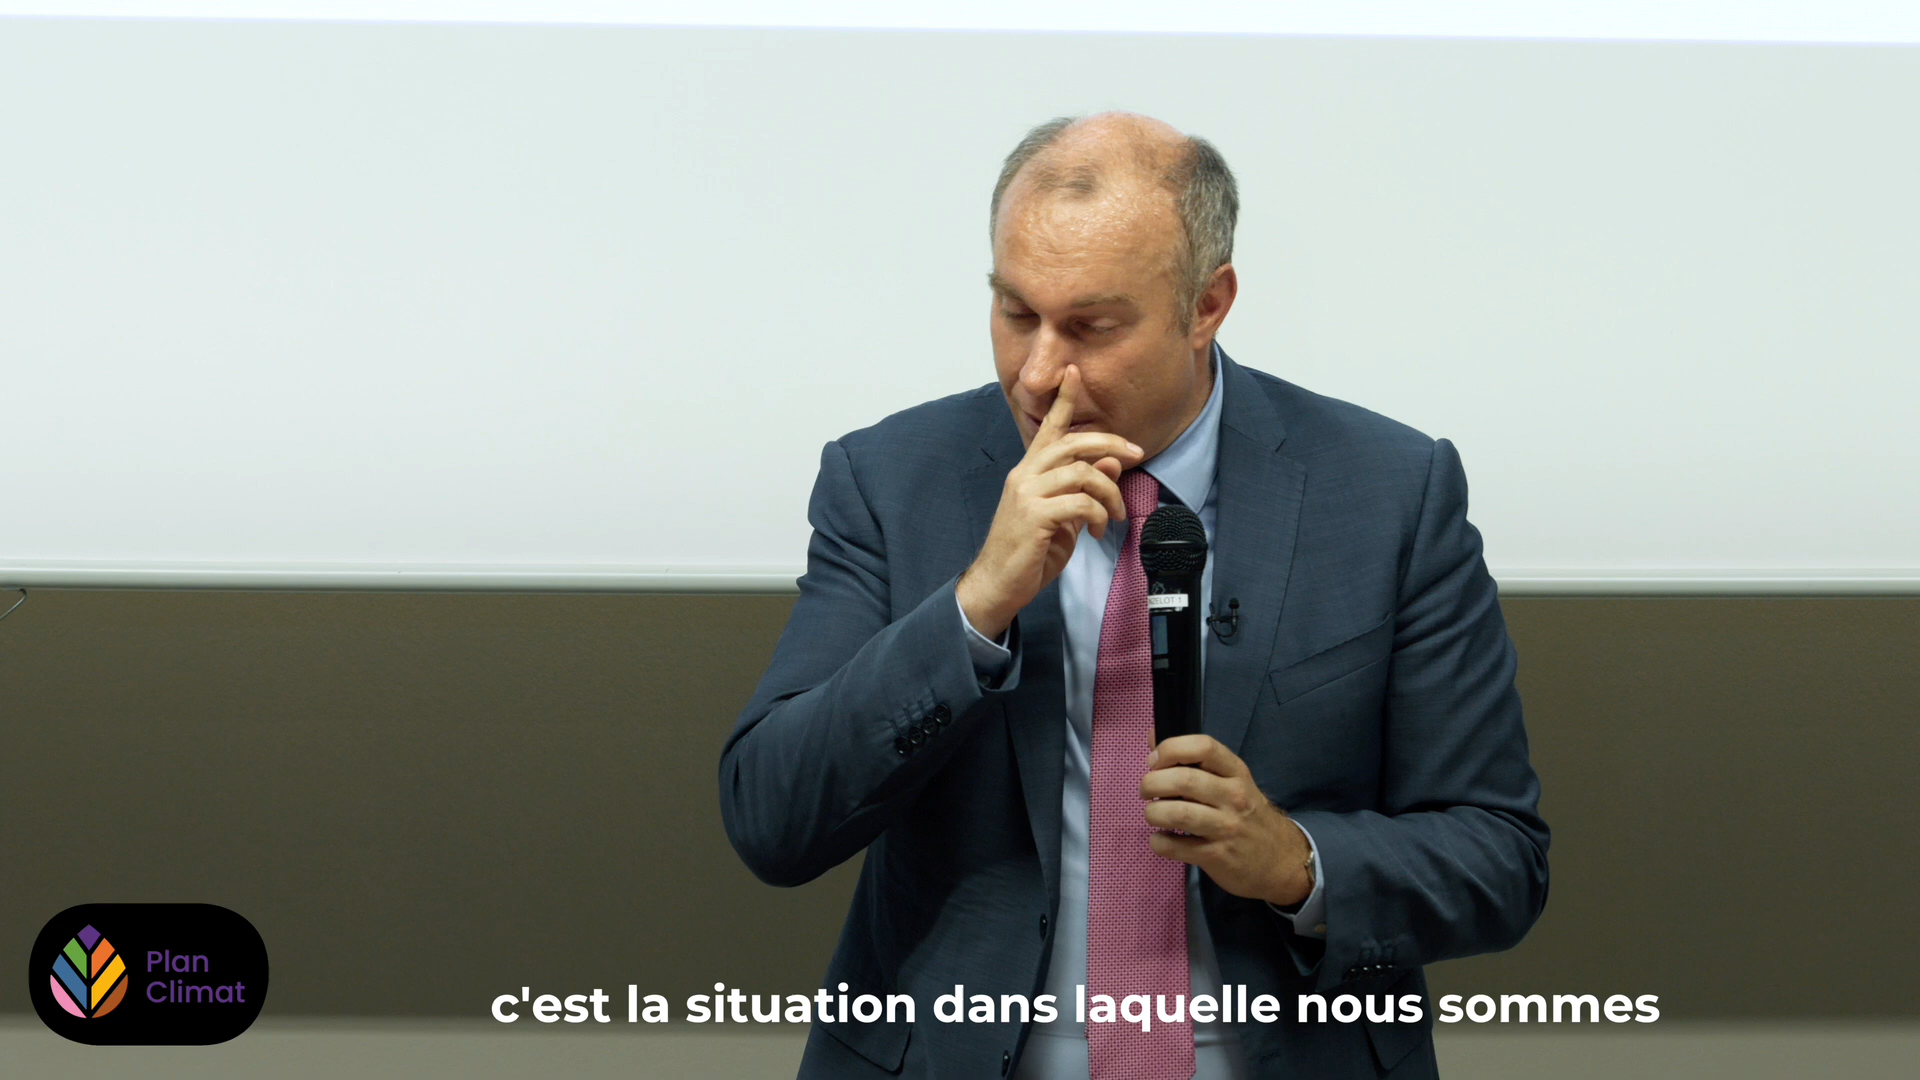 Plan
Climat
c'est la situation dans laquelle nous sommes